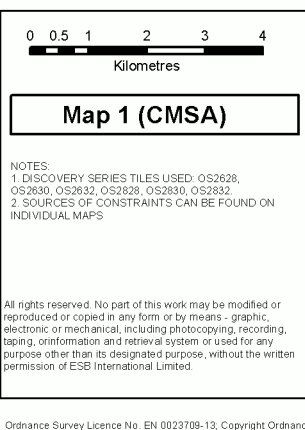 0 0.5 1 2 3 4
Kilometres
Map 1 (CMSA)
NOTES:
1. DISCOVERY SERIES TILES USED: OS2628,
OS2630, OS2632, OS2828, OS2830, OS2832.
2. SOURCES OF CONSTRAINTS CAN BE FOUND ON
INDIVIDUAL MAPS
All rights reserved. No part of this work may be modified or
reproduced or copied in any form or by means - graphic,
electronic or mechanical, including photocopying, recording,
taping, orinformation and retrieval system or used for any
purpose other than its designated purpose, without the written
permission of ESB International Limited.
Ordnance Survey Licence No. EN 0023709-13; Copyright Ordnanc